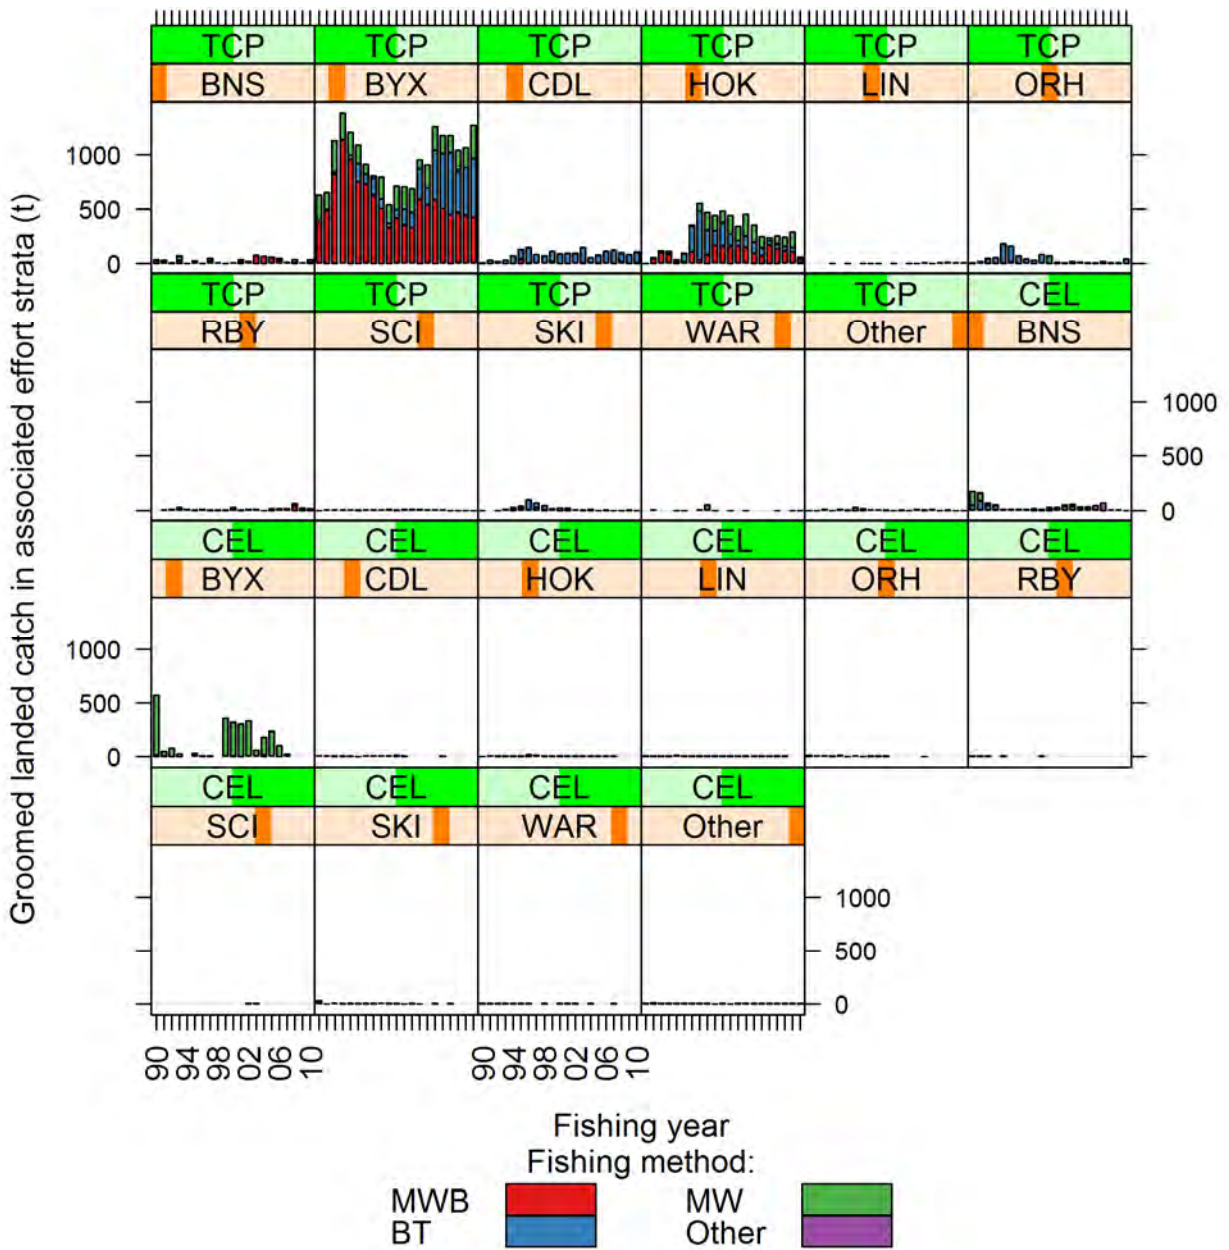 TCP TCP TCP TCP TCP TCP
BNS BYX CDL HOK LIN ORH
1000
500
0
TCP TCP TCP TCP TCP CEL
RBY SCI SKI WAR Other BNS
1000
500
0
CEL CEL CEL CEL CEL CEL
BYX CDL HOK LIN ORH RBY
1000
500
0
CEL CEL CEL CEL
SCI SKI WAR Other
1000
500
0
Groomed landed catch in associated effort strata (t)
90 94 98 02 06 10 90 94 98 02 06 10
Fishing year
Fishing method:
MWB MW
BT Other